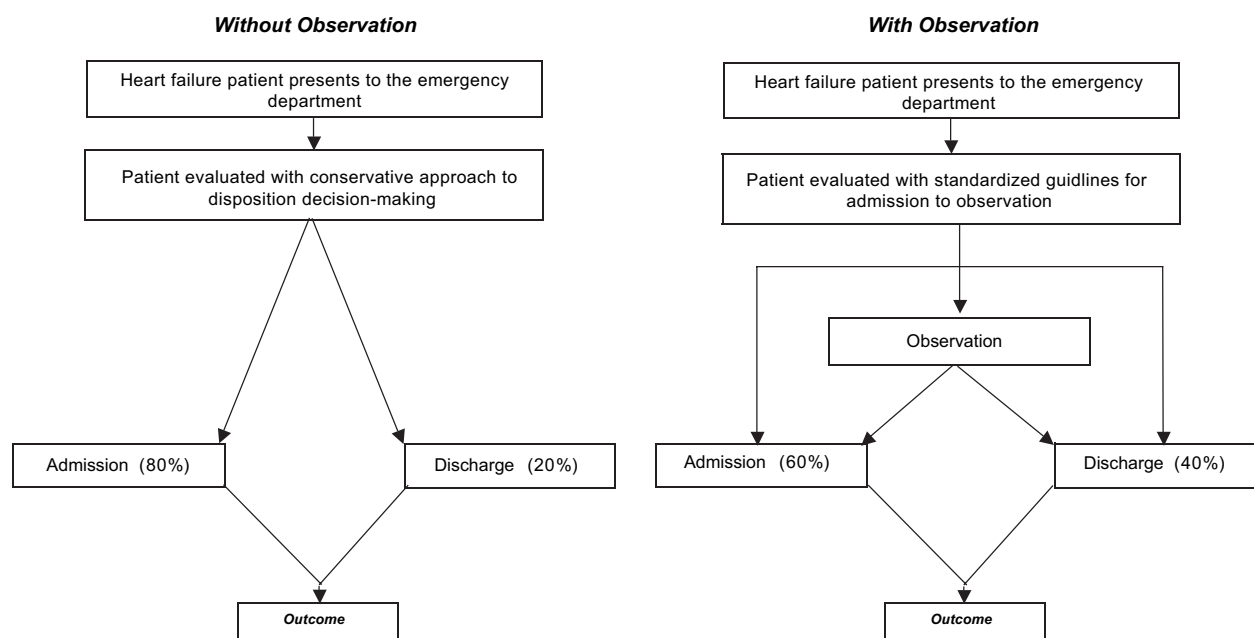 Without Observation
Heart failure patient presents to the emergency
department
Patient evaluated with conservative approach to
disposition decision-making
Admission (80%)
Discharge (20%)
Outcome
With Observation
Heart failure patient presents to the emergency
department
Patient evaluated with standardized guidlines for
admission to observation
Observation
Admission (60%)
Discharge (40%)
Outcome